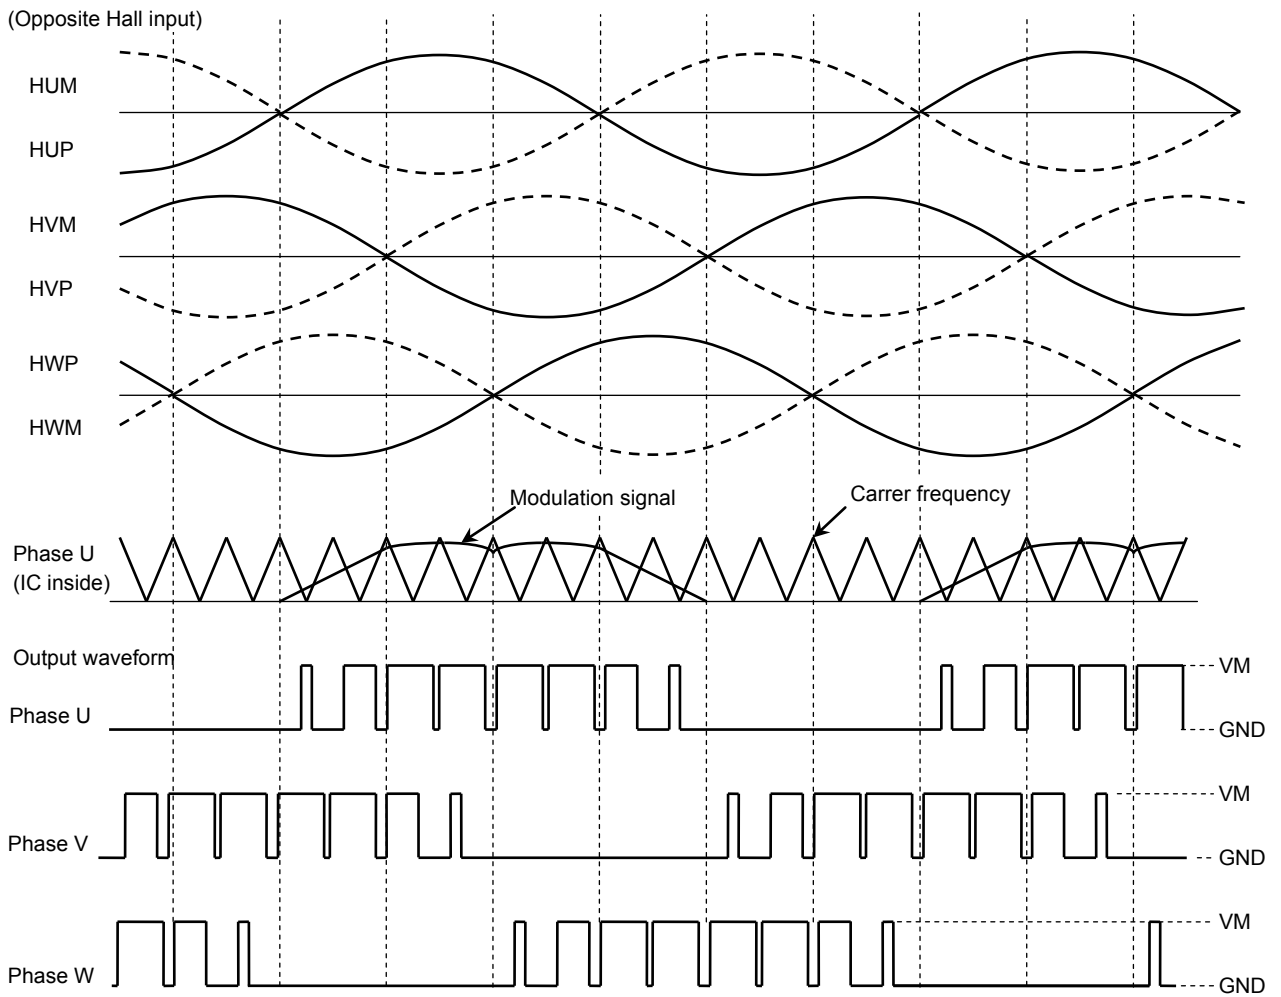 (Opposite Hall input)
HUM
HUP
HVM
HVP
HWP
HWM
Modulation signal
Carrer frequency
Phase U
(IC inside)
Output waveform
VM
Phase U
GND
VM
Phase V
GND
VM
Phase W
GND